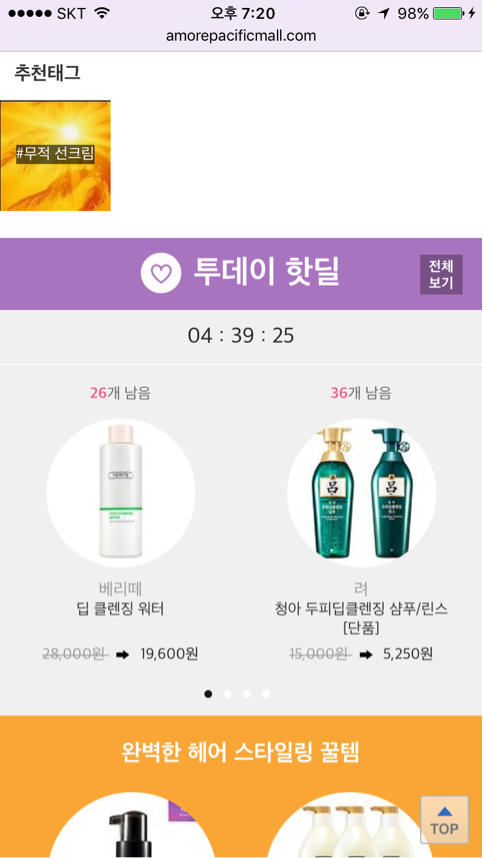 SKT 오후 7:20 98%
amorepacificmall.com
추천태그
#무적 선크림
투데이 핫딜
전체
보기
04 : 39 : 25
26개 남음
36개 남음
VERITE
呂
呂
베리떼
딥 클렌징 워터
28,000원 19,600원
려
청아 두피딥클렌징 샴푸/린스
[단품]
15,000원 5,250원
완벽한 헤어 스타일링 꿀템
TOP